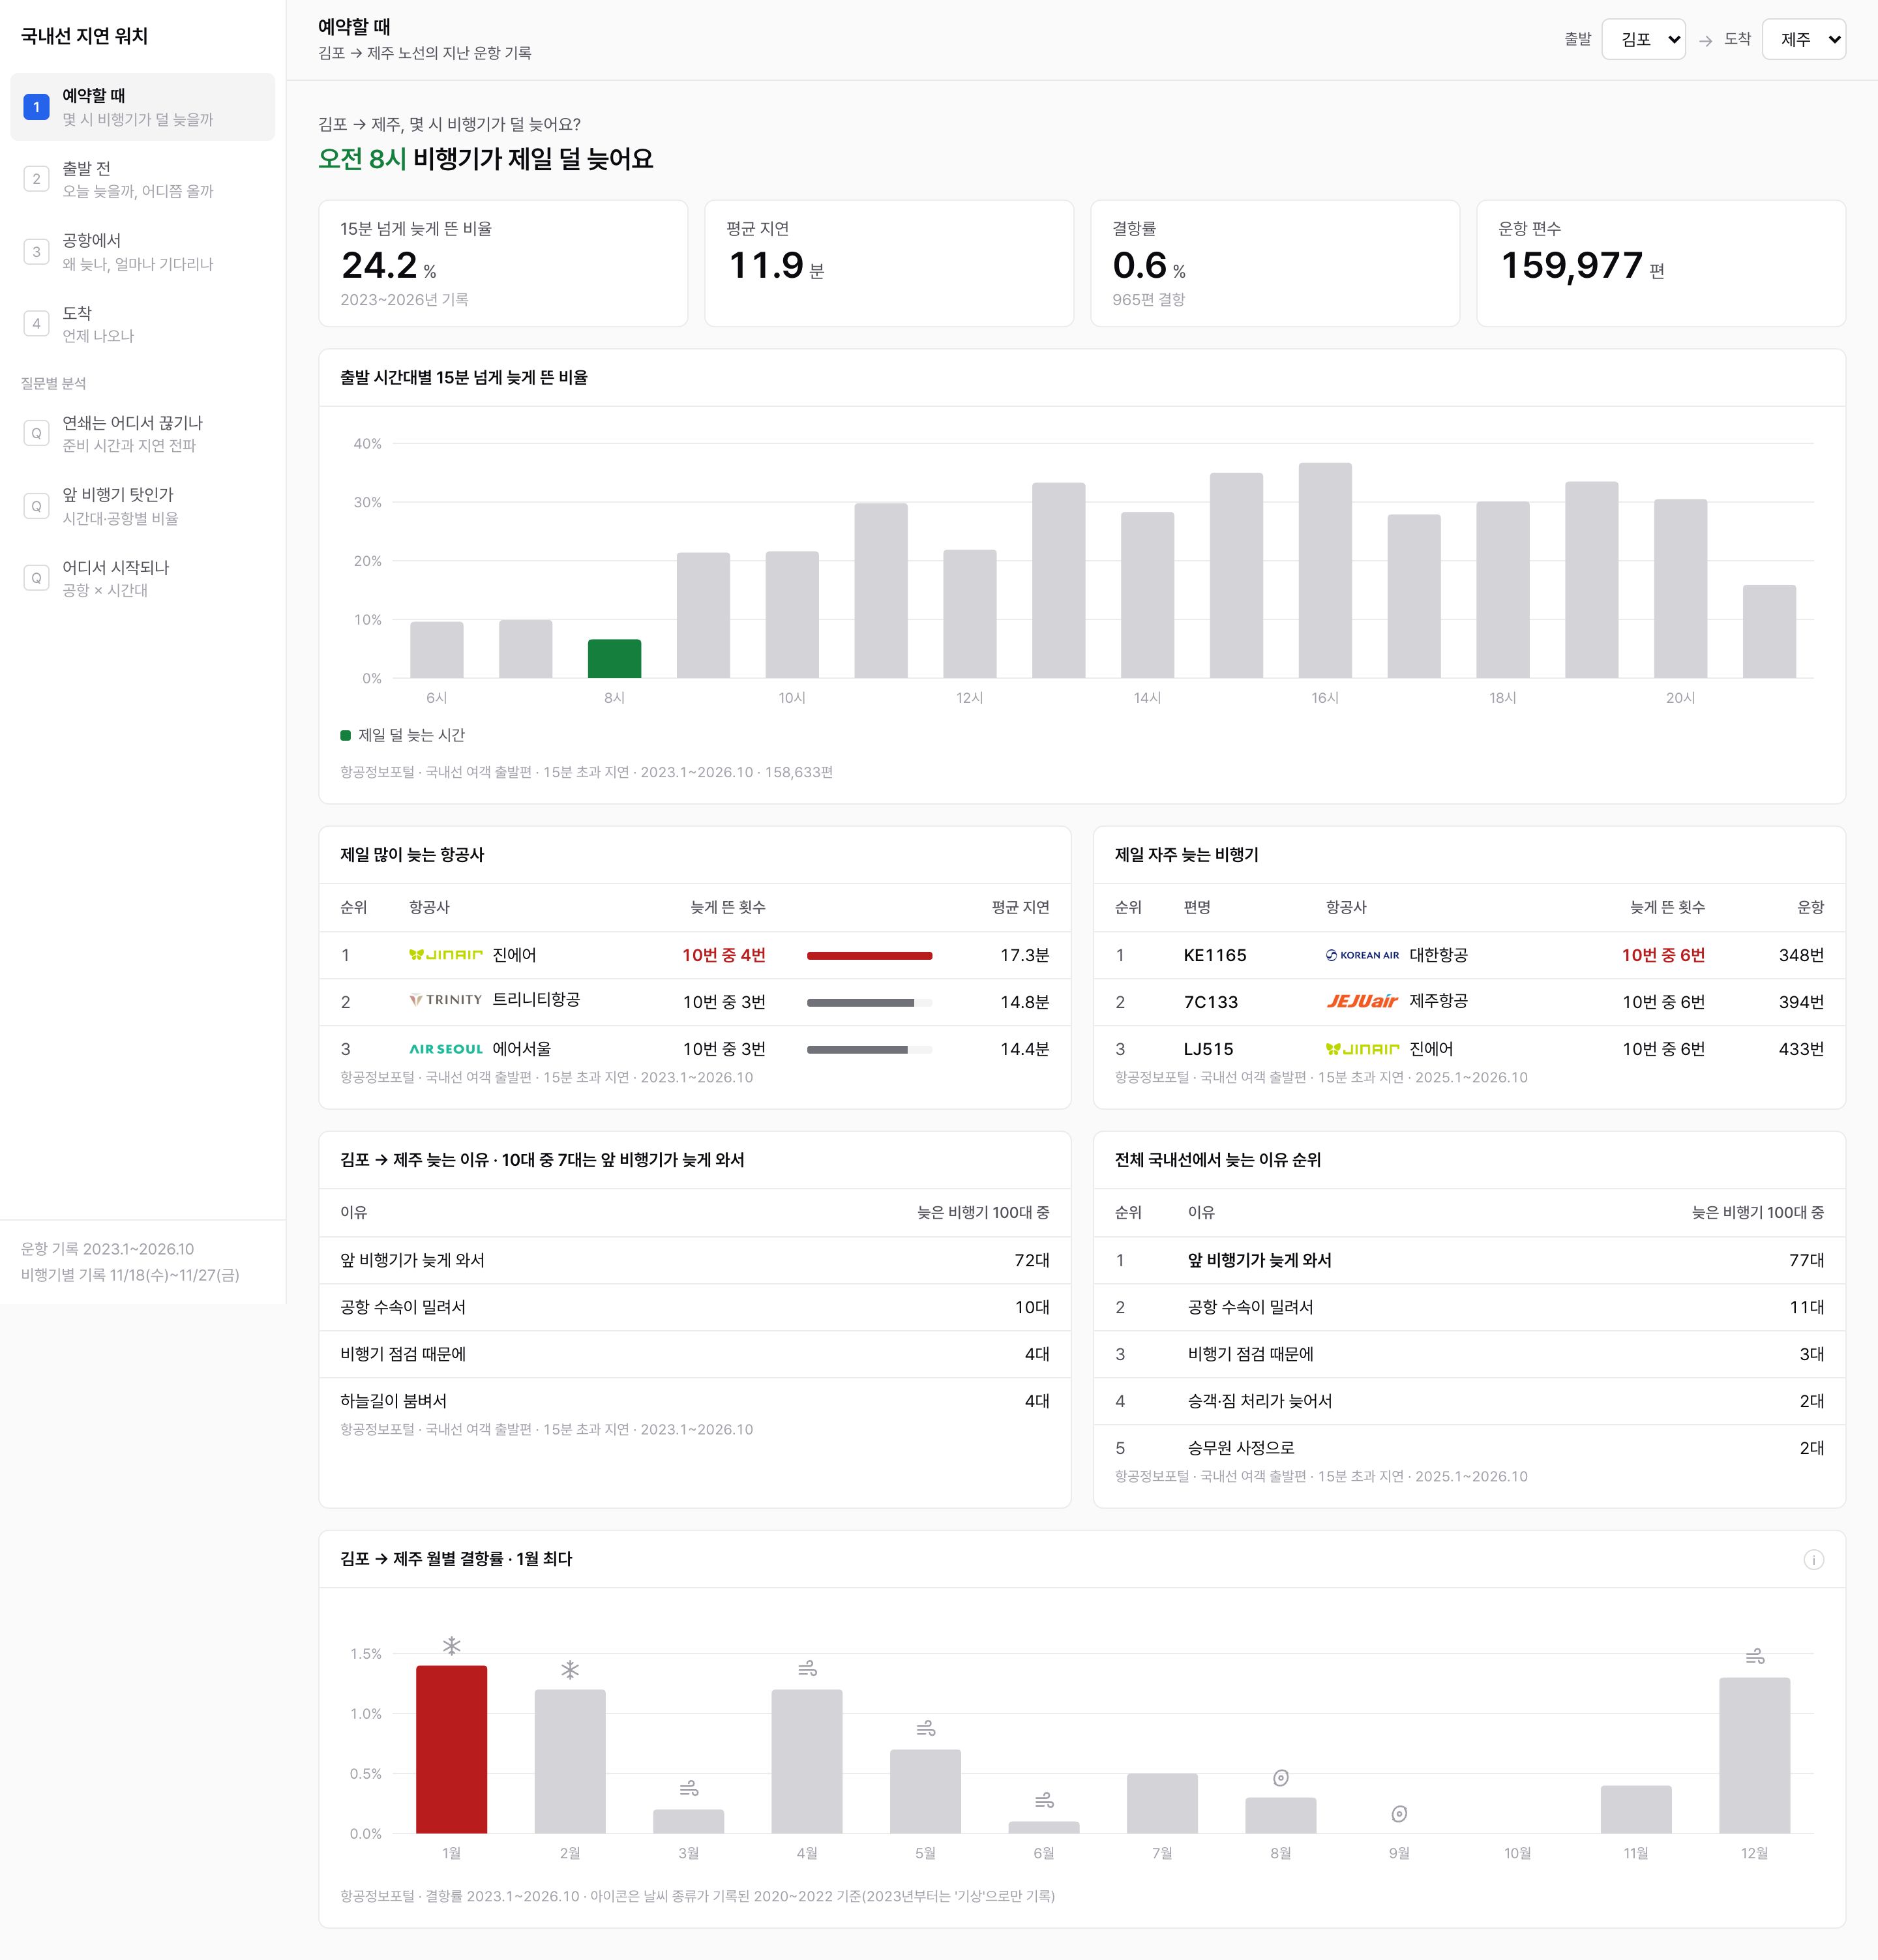 국내선 지연 워치
1
예약할 때
몇 시 비행기가 덜 늦을까
2
출발 전
오늘 늦을까, 어디쯤 올까
3
공항에서
왜 늦나, 얼마나 기다리나
4
도착
언제 나오나
질문별 분석
Q
연쇄는 어디서 끊기나
준비 시간과 지연 전파
Q
앞 비행기 탓인가
시간대·공항별 비율
Q
어디서 시작되나
공항 × 시간대
운항 기록 2023.1~2026.10
비행기별 기록 11/18(수)~11/27(금)
예약할 때
김포 → 제주 노선의 지난 운항 기록
출발 김포 → 도착 제주
김포 → 제주, 몇 시 비행기가 덜 늦어요?
오전 8시 비행기가 제일 덜 늦어요
15분 넘게 늦게 뜬 비율
24.2 %
2023~2026년 기록
평균 지연
11.9 분
결항률
0.6 %
965편 결항
운항 편수
159,977 편
출발 시간대별 15분 넘게 늦게 뜬 비율
40%
30%
20%
10%
0%
6시 8시 10시 12시 14시 16시 18시 20시
제일 덜 늦는 시간
항공정보포털 · 국내선 여객 출발편 · 15분 초과 지연 · 2023.1~2026.10 · 158,633편
제일 많이 늦는 항공사
순위 항공사 늦게 뜬 횟수 평균 지연
1 JINAIR 진에어 10번 중 4번 17.3분
2 TRINITY 트리니티항공 10번 중 3번 14.8분
3 AIR SEOUL 에어서울 10번 중 3번 14.4분
항공정보포털 · 국내선 여객 출발편 · 15분 초과 지연 · 2023.1~2026.10
제일 자주 늦는 비행기
순위 편명 항공사 늦게 뜬 횟수 운항
1 KE1165 KOREAN AIR 대한항공 10번 중 6번 348번
2 7C133 JEJUair 제주항공 10번 중 6번 394번
3 LJ515 JINAIR 진에어 10번 중 6번 433번
항공정보포털 · 국내선 여객 출발편 · 15분 초과 지연 · 2025.1~2026.10
김포 → 제주 늦는 이유 · 10대 중 7대는 앞 비행기가 늦게 와서
이유 늦은 비행기 100대 중
앞 비행기가 늦게 와서 72대
공항 수속이 밀려서 10대
비행기 점검 때문에 4대
하늘길이 붐벼서 4대
항공정보포털 · 국내선 여객 출발편 · 15분 초과 지연 · 2023.1~2026.10
전체 국내선에서 늦는 이유 순위
순위 이유 늦은 비행기 100대 중
1 앞 비행기가 늦게 와서 77대
2 공항 수속이 밀려서 11대
3 비행기 점검 때문에 3대
4 승객·짐 처리가 늦어서 2대
5 승무원 사정으로 2대
항공정보포털 · 국내선 여객 출발편 · 15분 초과 지연 · 2025.1~2026.10
김포 → 제주 월별 결항률 · 1월 최다
i
1.5%
1.0%
0.5%
0.0%
1월 2월 3월 4월 5월 6월 7월 8월 9월 10월 11월 12월
항공정보포털 · 결항률 2023.1~2026.10 · 아이콘은 날씨 종류가 기록된 2020~2022 기준(2023년부터는 '기상'으로만 기록)